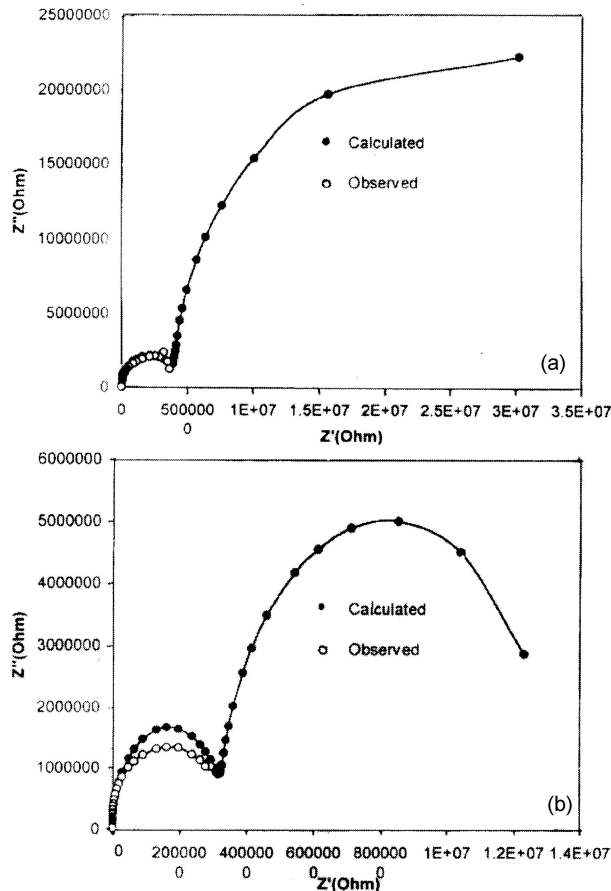 25000000
20000000
15000000
10000000
5000000
0
Z''(Ohm)
Calculated
Observed
(a)
0 500000 1E+07 1.5E+07 2E+07 2.5E+07 3E+07 3.5E+07
0
Z'(Ohm)
6000000
5000000
4000000
3000000
2000000
1000000
0
Z''(Ohm)
Calculated
Observed
(b)
0 200000 400000 600000 800000 1E+07 1.2E+07 1.4E+07
0 0 0 0
Z'(Ohm)